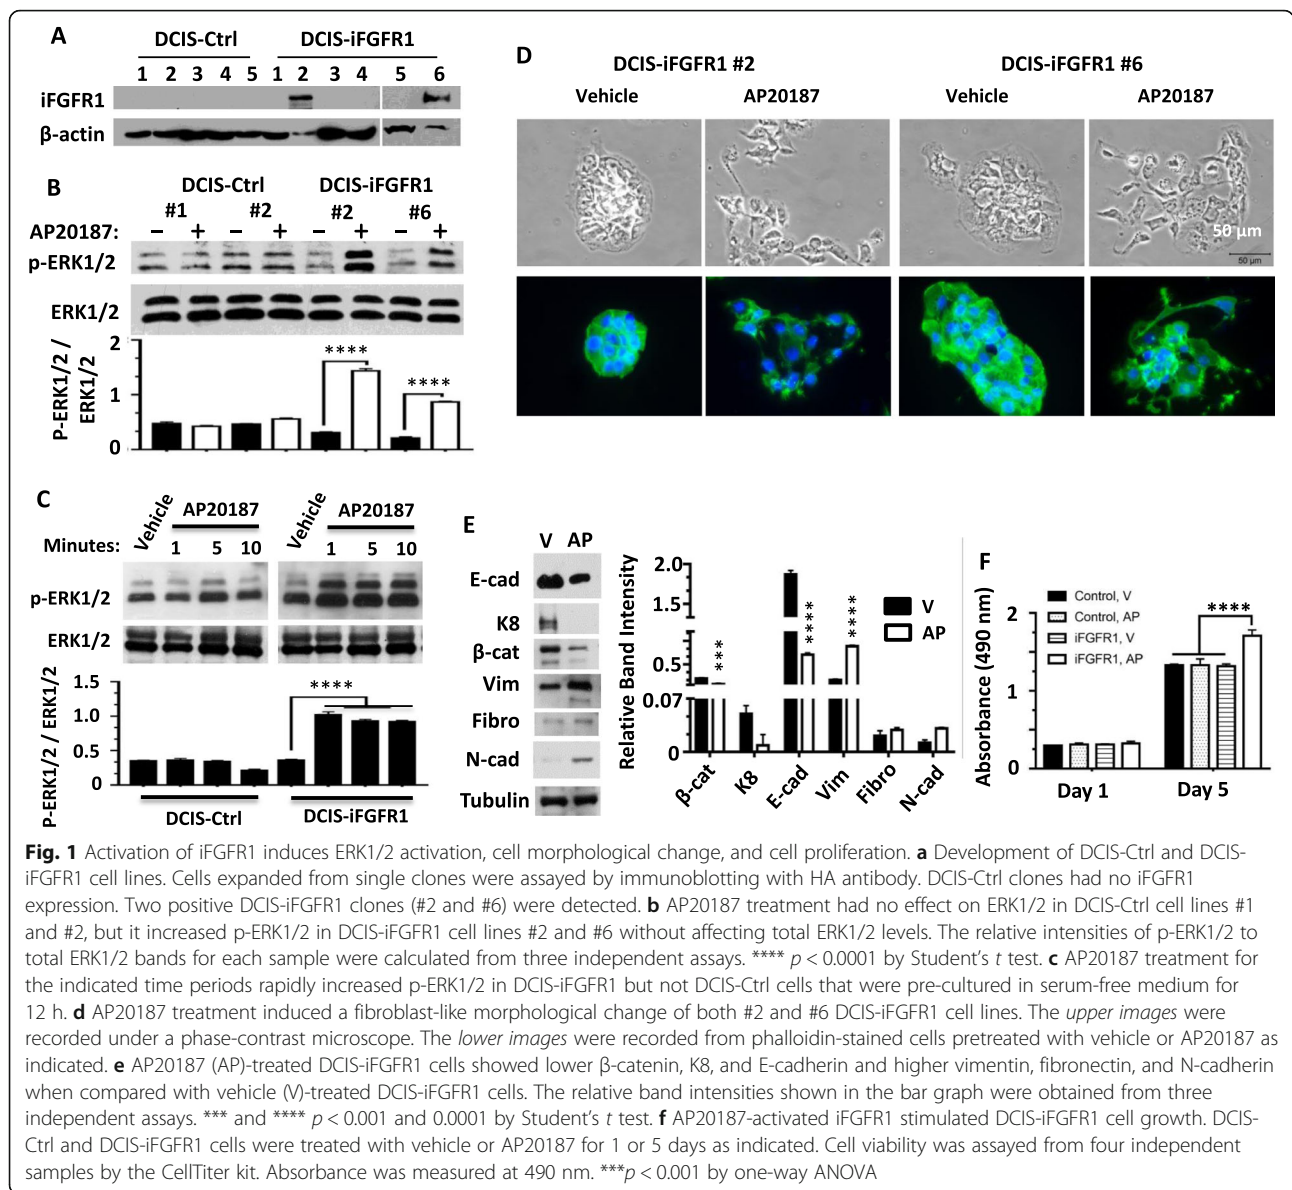 A
DCIS-Ctrl DCIS-iFGFR1
1 2 3 4 5 1 2 3 4 5 6
iFGFR1
β-actin
B
DCIS-Ctrl DCIS-iFGFR1
#1 #2 #2 #6
AP20187: – + – + – + – +
p-ERK1/2
ERK1/2
P-ERK1/2 / ERK1/2
2
1
0
**** ****
C
Vehicle AP20187 Vehicle AP20187
Minutes: 1 5 10 1 5 10
p-ERK1/2
ERK1/2
P-ERK1/2 / ERK1/2
1.5
1.0
0.5
0
****
DCIS-Ctrl DCIS-iFGFR1
D
DCIS-iFGFR1 #2 DCIS-iFGFR1 #6
Vehicle AP20187 Vehicle AP20187
50 µm
50 µm
E
V AP
E-cad
K8
β-cat
Vim
Fibro
N-cad
Tubulin
Relative Band Intensity
2.0
1.5
0.5
0.07
0
*** **** ****
V
AP
β-cat K8 E-cad Vim Fibro N-cad
F
Absorbance (490 nm)
2
1
0
Control, V
Control, AP
iFGFR1, V
iFGFR1, AP
****
Day 1 Day 5
Fig. 1 Activation of iFGFR1 induces ERK1/2 activation, cell morphological change, and cell proliferation. a Development of DCIS-Ctrl and DCIS-
iFGFR1 cell lines. Cells expanded from single clones were assayed by immunoblotting with HA antibody. DCIS-Ctrl clones had no iFGFR1
expression. Two positive DCIS-iFGFR1 clones (#2 and #6) were detected. b AP20187 treatment had no effect on ERK1/2 in DCIS-Ctrl cell lines #1
and #2, but it increased p-ERK1/2 in DCIS-iFGFR1 cell lines #2 and #6 without affecting total ERK1/2 levels. The relative intensities of p-ERK1/2 to
total ERK1/2 bands for each sample were calculated from three independent assays. **** p < 0.0001 by Student's t test. c AP20187 treatment for
the indicated time periods rapidly increased p-ERK1/2 in DCIS-iFGFR1 but not DCIS-Ctrl cells that were pre-cultured in serum-free medium for
12 h. d AP20187 treatment induced a fibroblast-like morphological change of both #2 and #6 DCIS-iFGFR1 cell lines. The upper images were
recorded under a phase-contrast microscope. The lower images were recorded from phalloidin-stained cells pretreated with vehicle or AP20187 as
indicated. e AP20187 (AP)-treated DCIS-iFGFR1 cells showed lower β-catenin, K8, and E-cadherin and higher vimentin, fibronectin, and N-cadherin
when compared with vehicle (V)-treated DCIS-iFGFR1 cells. The relative band intensities shown in the bar graph were obtained from three
independent assays. *** and **** p < 0.001 and 0.0001 by Student's t test. f AP20187-activated iFGFR1 stimulated DCIS-iFGFR1 cell growth. DCIS-
Ctrl and DCIS-iFGFR1 cells were treated with vehicle or AP20187 for 1 or 5 days as indicated. Cell viability was assayed from four independent
samples by the CellTiter kit. Absorbance was measured at 490 nm. ***p < 0.001 by one-way ANOVA